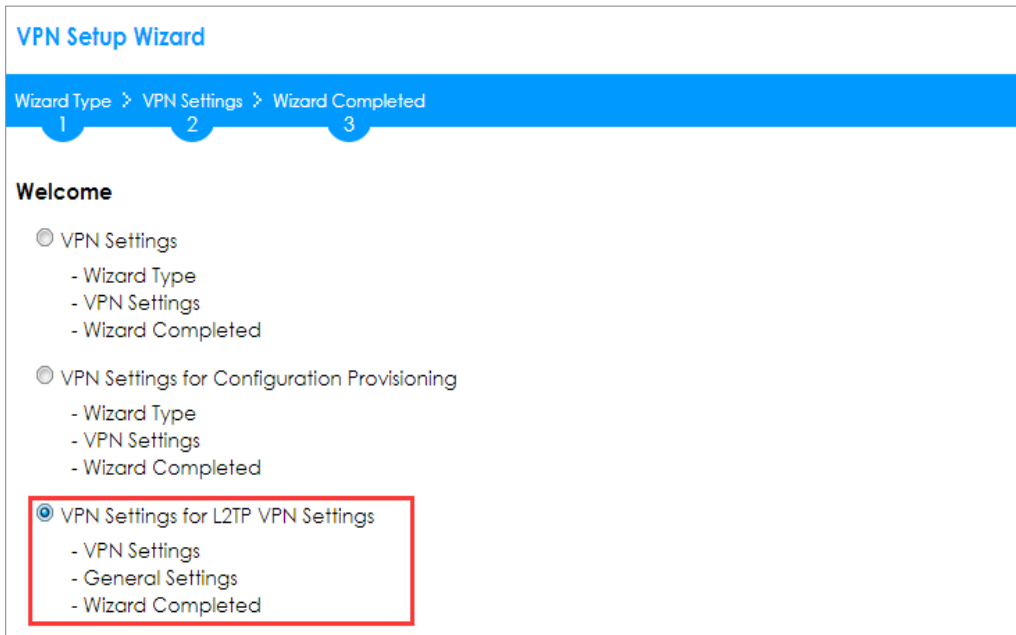 VPN Setup Wizard
Wizard Type > VPN Settings > Wizard Completed
1 2 3
Welcome
VPN Settings
- Wizard Type
- VPN Settings
- Wizard Completed
VPN Settings for Configuration Provisioning
- Wizard Type
- VPN Settings
- Wizard Completed
VPN Settings for L2TP VPN Settings
- VPN Settings
- General Settings
- Wizard Completed